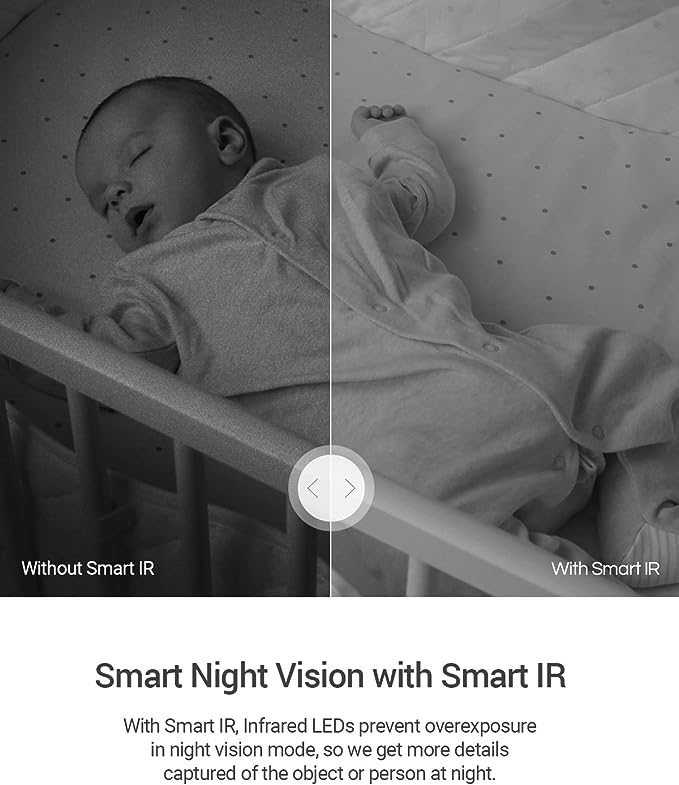 Without Smart IR
With Smart IR
Smart Night Vision with Smart IR
With Smart IR, Infrared LEDs prevent overexposure
in night vision mode, so we get more details
captured of the object or person at night.